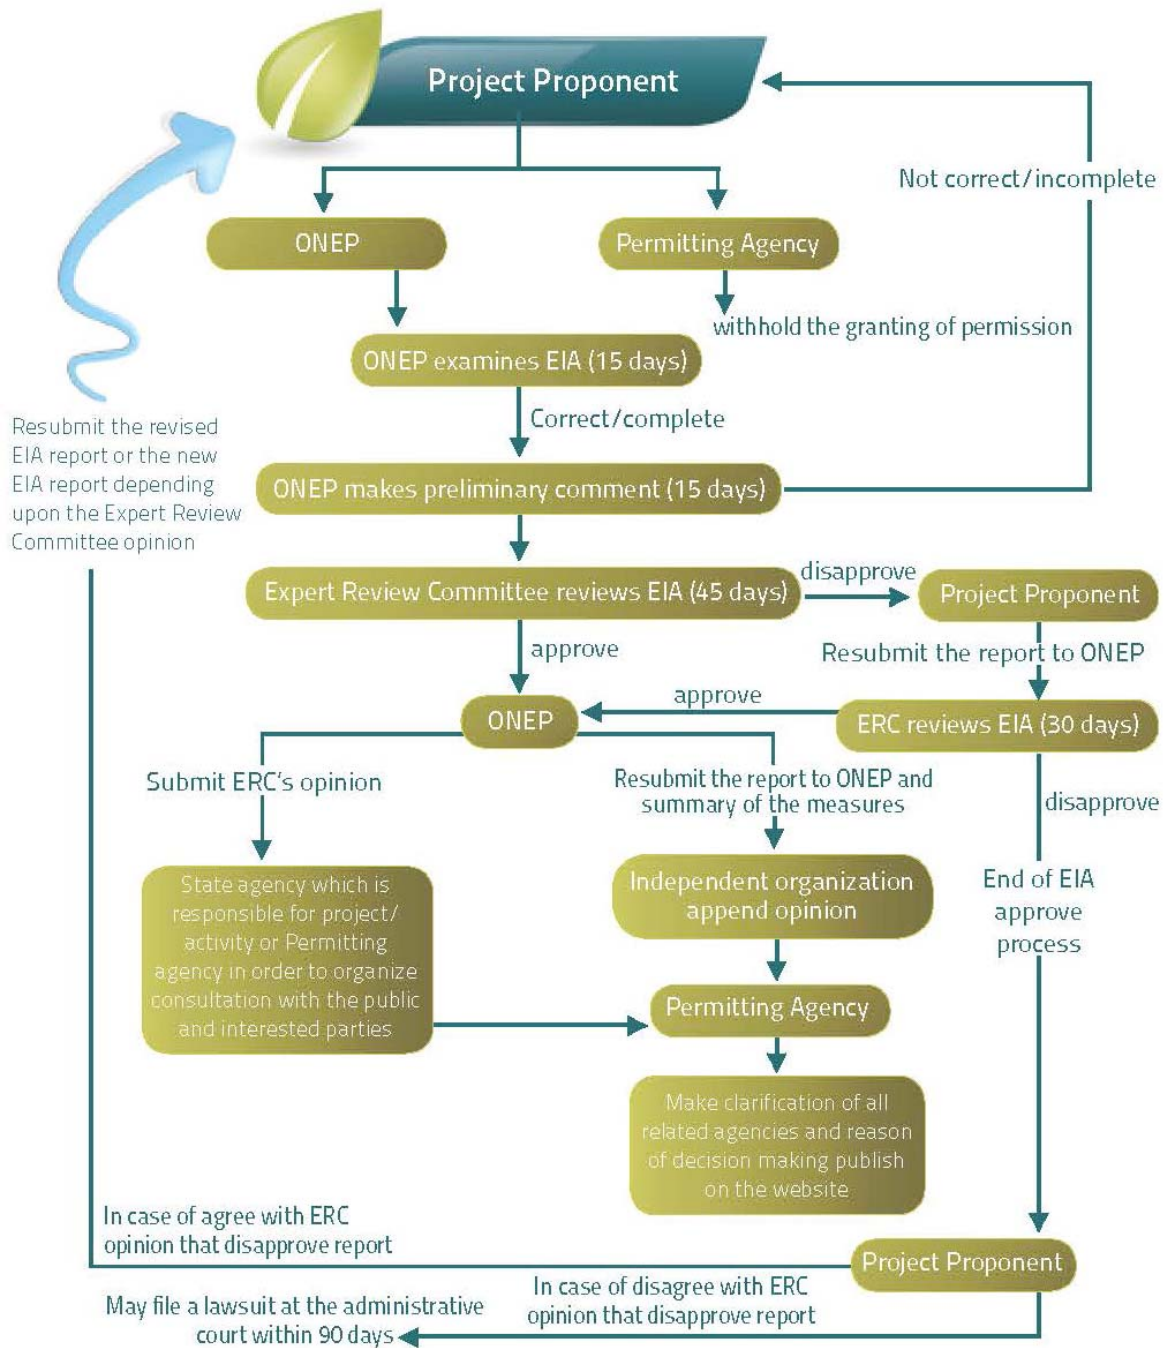 Project Proponent
Not correct/incomplete
ONEP
Permitting Agency
withhold the granting of permission
ONEP examines EIA (15 days)
Correct/complete
Resubmit the revised
EIA report or the new
EIA report depending
upon the Expert Review
Committee opinion
ONEP makes preliminary comment (15 days)
Expert Review Committee reviews EIA (45 days)
disapprove
Project Proponent
approve
Resubmit the report to ONEP
ONEP
approve
ERC reviews EIA (30 days)
Submit ERC's opinion
Resubmit the report to ONEP and
summary of the measures
disapprove
State agency which is
responsible for project/
activity or Permitting
agency in order to organize
consultation with the public
and interested parties
Independent organization
append opinion
End of EIA
approve
process
Permitting Agency
Make clarification of all
related agencies and reason
of decision making publish
on the website
In case of agree with ERC
opinion that disapprove report
Project Proponent
In case of disagree with ERC
opinion that disapprove report
May file a lawsuit at the administrative
court within 90 days